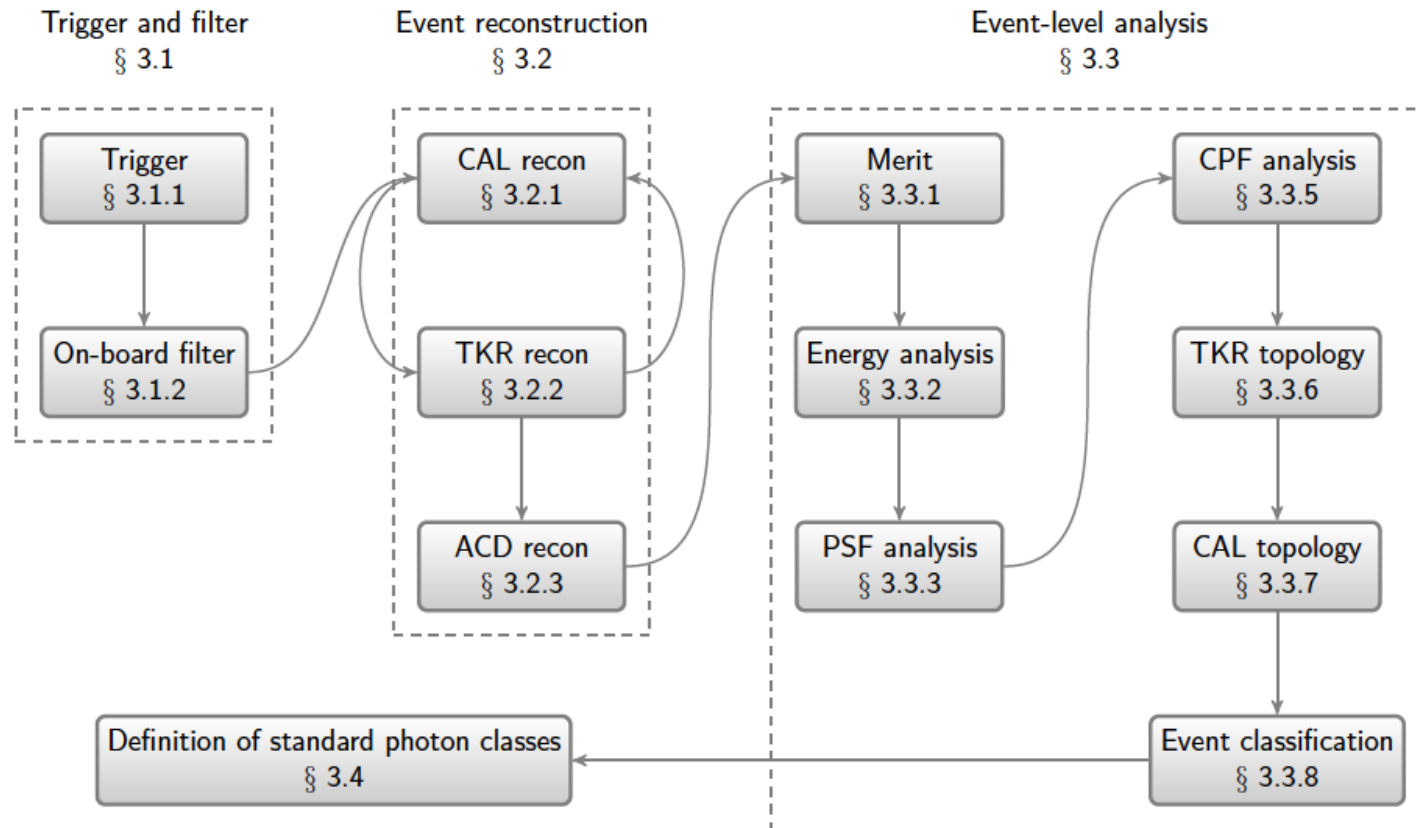 Trigger and filter
§ 3.1
Trigger
§ 3.1.1
On-board filter
§ 3.1.2
Event reconstruction
§ 3.2
CAL recon
§ 3.2.1
TKR recon
§ 3.2.2
ACD recon
§ 3.2.3
Event-level analysis
§ 3.3
Merit
§ 3.3.1
Energy analysis
§ 3.3.2
PSF analysis
§ 3.3.3
CPF analysis
§ 3.3.5
TKR topology
§ 3.3.6
CAL topology
§ 3.3.7
Event classification
§ 3.3.8
Definition of standard photon classes
§ 3.4